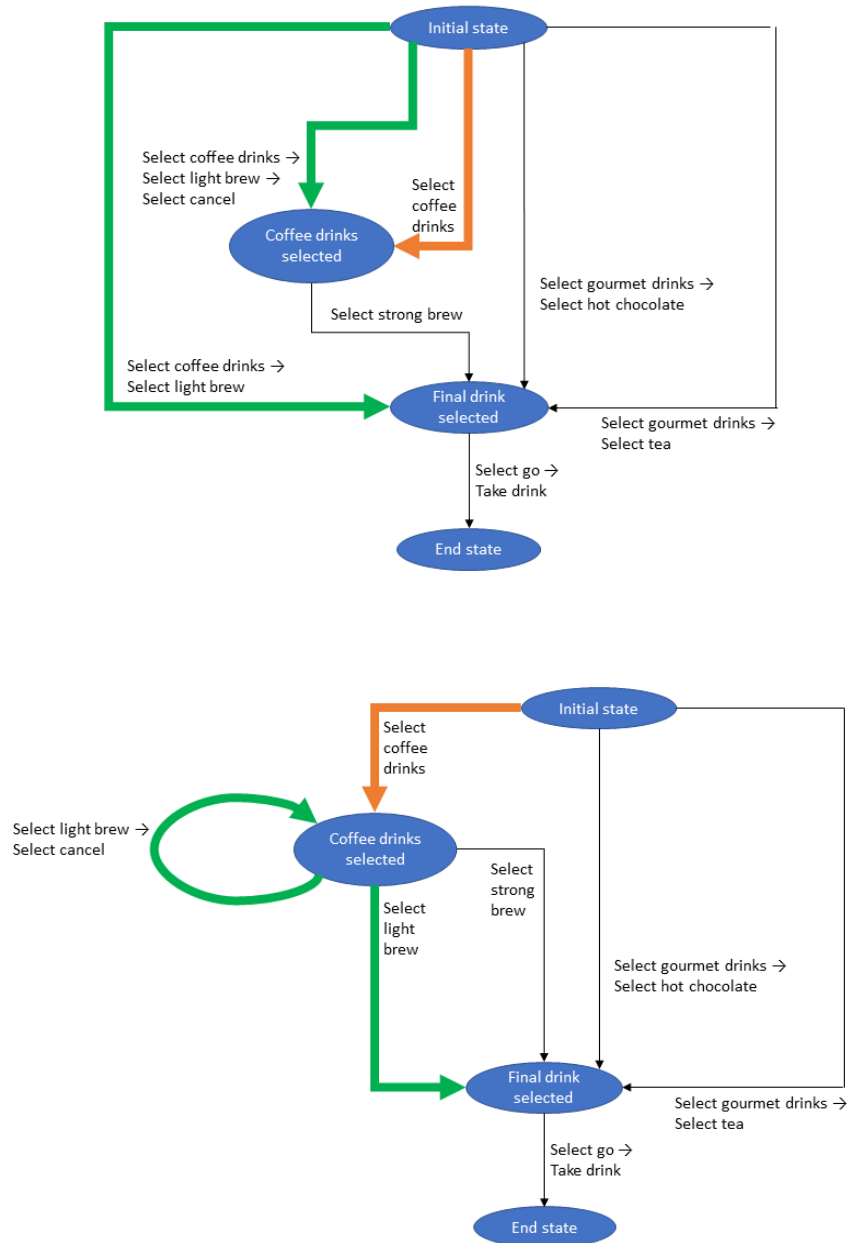 Initial state
Select coffee drinks →
Select light brew →
Select cancel
Select
coffee
drinks
Coffee drinks
selected
Select gourmet drinks →
Select hot chocolate
Select strong brew
Select coffee drinks →
Select light brew
Final drink
selected
Select gourmet drinks →
Select tea
Select go →
Take drink
End state
Initial state
Select
coffee
drinks
Select light brew →
Select cancel
Coffee drinks
selected
Select
strong
brew
Select
light
brew
Select gourmet drinks →
Select hot chocolate
Final drink
selected
Select gourmet drinks →
Select tea
Select go →
Take drink
End state